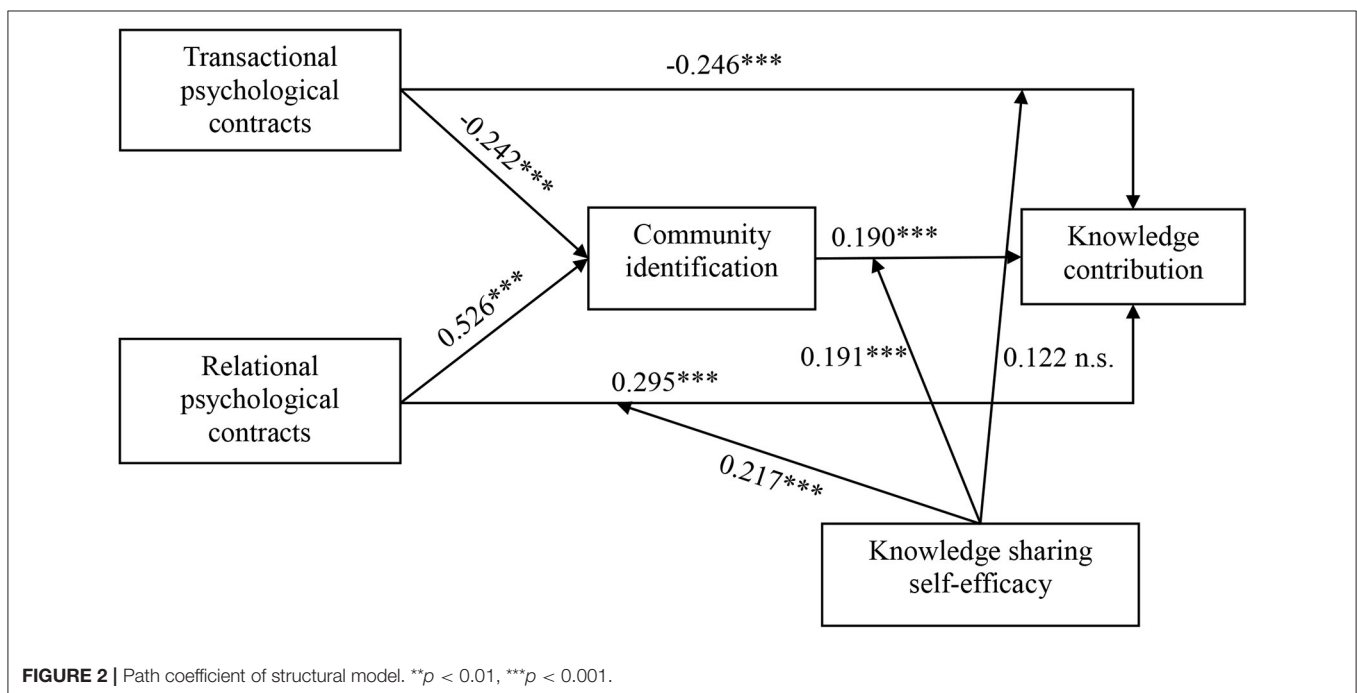 Transactional
psychological
contracts
-0.246***
-0.242***
Community
identification
0.190***
Knowledge
contribution
0.526***
Relational
psychological
contracts
0.295***
0.191***
0.122 n.s.
0.217***
Knowledge sharing
self-efficacy
FIGURE 2 | Path coefficient of structural model. **p < 0.01, ***p < 0.001.